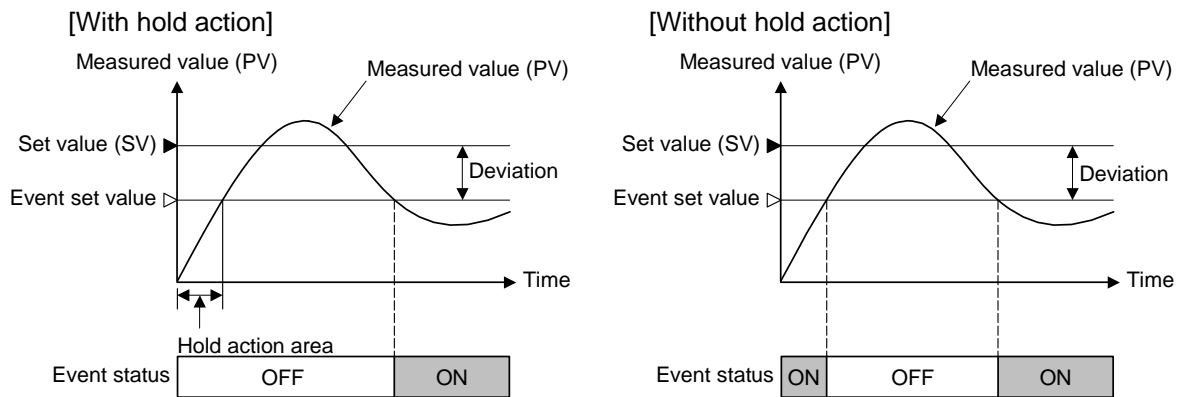 [With hold action]
Measured value (PV)
Measured value (PV)
Set value (SV)
Deviation
Event set value
Time
Hold action area
Event status
OFF
ON
[Without hold action]
Measured value (PV)
Measured value (PV)
Set value (SV)
Deviation
Event set value
Time
Event status
ON
OFF
ON